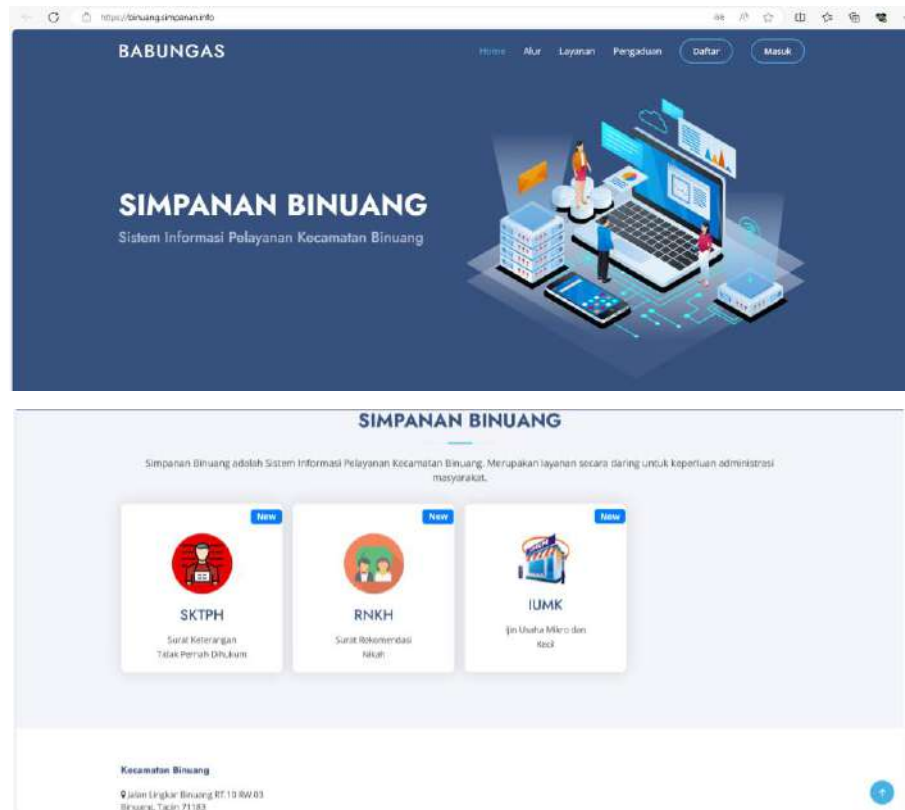 https://binuang.simpanan.info
BABUNGAS
Home Alur Layanan Pengaduan Daftar Masuk
SIMPANAN BINUANG
Sistem Informasi Pelayanan Kecamatan Binuang
SIMPANAN BINUANG
Simpanan Binuang adalah Sistem Informasi Pelayanan Kecamatan Binuang. Merupakan layanan secara daring untuk keperluan administrasi
masyarakat.
New New New
SKTPH
Surat Keterangan
Tidak Pernah Dihukum
RNKH
Surat Rekomendasi
Nikah
IUMK
Ijin Usaha Mikro dan
Kecil
Kecamatan Binuang
Jalan Lingkar Binuang RT.10 RW.03
Binuang, Tapin 71183